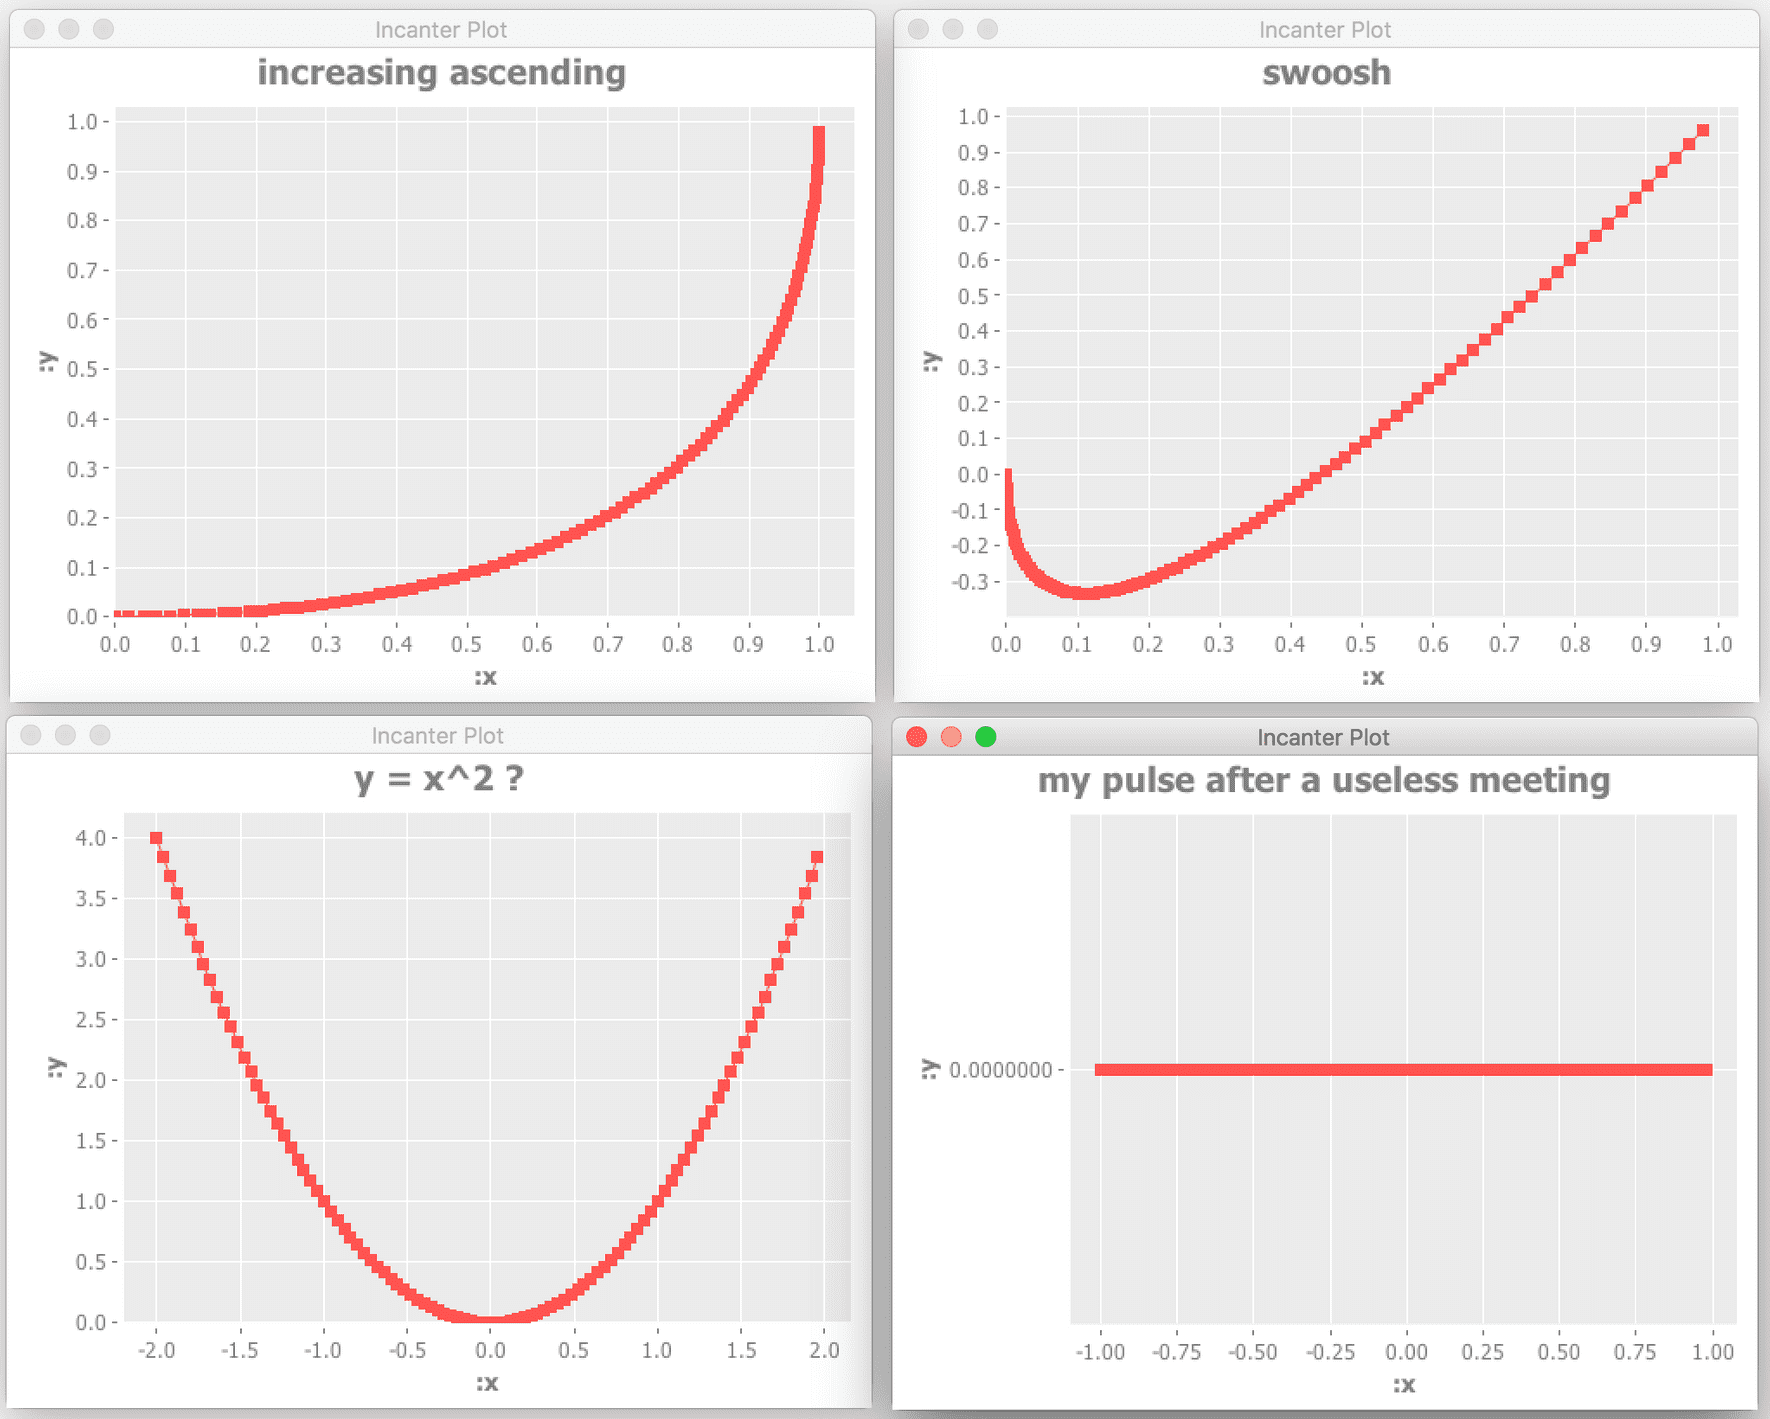 Incanter Plot
increasing ascending
1.0
0.9
0.8
0.7
0.6
0.5
0.4
0.3
0.2
0.1
0.0
:y
0.0 0.1 0.2 0.3 0.4 0.5 0.6 0.7 0.8 0.9 1.0
:x
Incanter Plot
swoosh
1.0
0.9
0.8
0.7
0.6
0.5
0.4
0.3
0.2
0.1
0.0
-0.1
-0.2
-0.3
:y
0.0 0.1 0.2 0.3 0.4 0.5 0.6 0.7 0.8 0.9 1.0
:x
Incanter Plot
y = x^2 ?
4.0
3.5
3.0
2.5
2.0
1.5
1.0
0.5
0.0
:y
-2.0 -1.5 -1.0 -0.5 0.0 0.5 1.0 1.5 2.0
:x
Incanter Plot
my pulse after a useless meeting
:y
0.0000000
-1.00 -0.75 -0.50 -0.25 0.00 0.25 0.50 0.75 1.00
:x